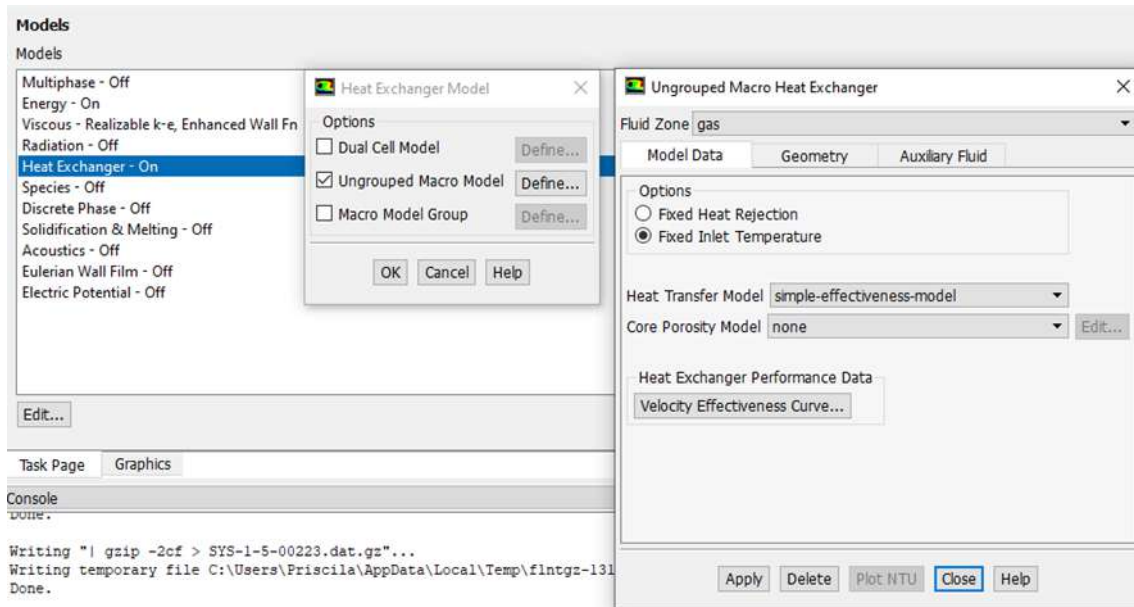 Models
Models
Multiphase - Off
Energy - On
Viscous - Realizable k-e, Enhanced Wall Fn
Radiation - Off
Heat Exchanger - On
Species - Off
Discrete Phase - Off
Solidification & Melting - Off
Acoustics - Off
Eulerian Wall Film - Off
Electric Potential - Off
Edit...
Heat Exchanger Model
Options
Dual Cell Model Define...
Ungrouped Macro Model Define...
Macro Model Group Define...
OK Cancel Help
Ungrouped Macro Heat Exchanger
Fluid Zone gas
Model Data Geometry Auxiliary Fluid
Options
Fixed Heat Rejection
Fixed Inlet Temperature
Heat Transfer Model simple-effectiveness-model
Core Porosity Model none Edit...
Heat Exchanger Performance Data
Velocity Effectiveness Curve...
Apply Delete Plot NTU Close Help
Task Page Graphics
Console
Done.
Writing "| gzip -2cf > SYS-1-5-00223.dat.gz"...
Writing temporary file C:\Users\Priscila\AppData\Local\Temp\flntgz-131
Done.